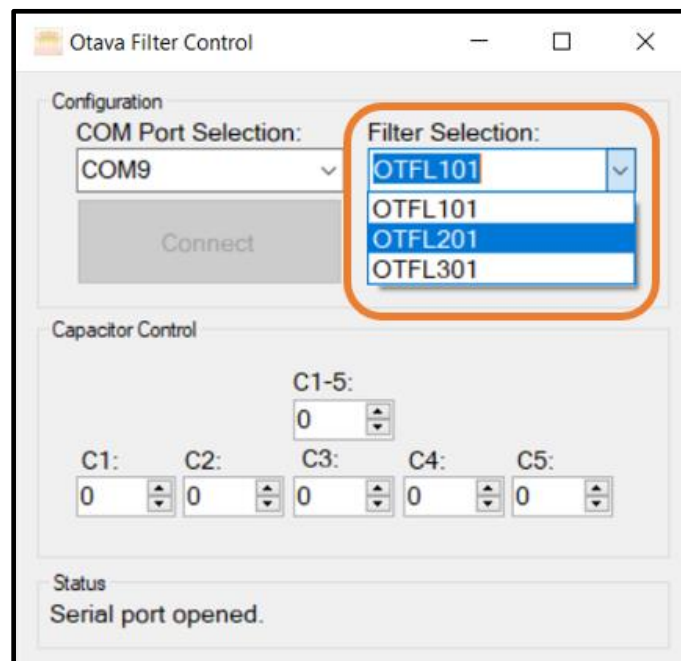 Otava Filter Control
Configuration
COM Port Selection: Filter Selection:
COM9 OTFL101
OTFL101
Connect OTFL201
OTFL301
Capacitor Control
C1-5:
0
C1: C2: C3: C4: C5:
0 0 0 0 0
Status
Serial port opened.